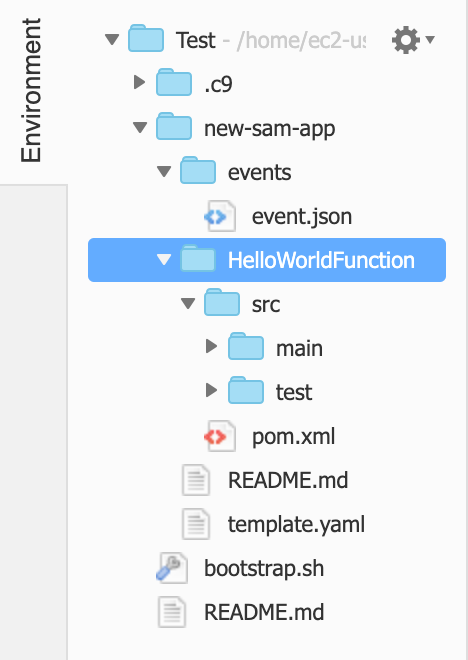 Environment
Test - /home/ec2-us
.c9
new-sam-app
events
event.json
HelloWorldFunction
src
main
test
pom.xml
README.md
template.yaml
bootstrap.sh
README.md